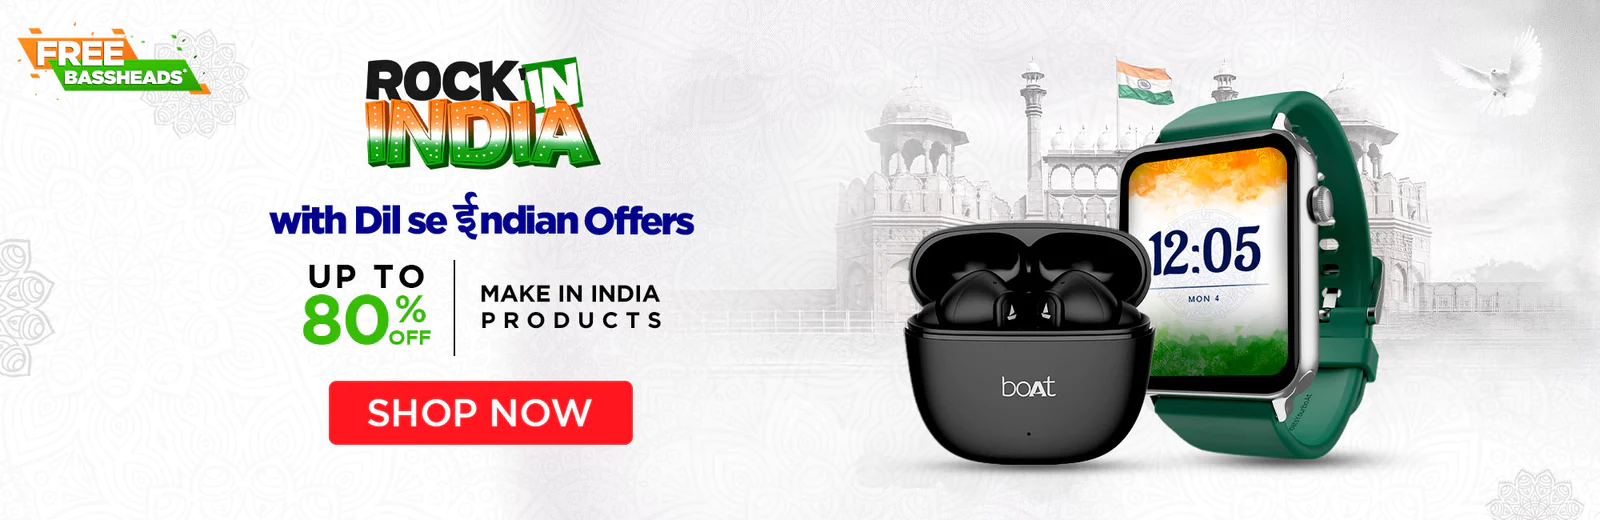 FREE
BASSHEADS*
ROCK'IN
INDIA
with Dil se ईndian Offers
UP TO
80%
OFF
MAKE IN INDIA
PRODUCTS
SHOP NOW
12:05
MON 4
boAt